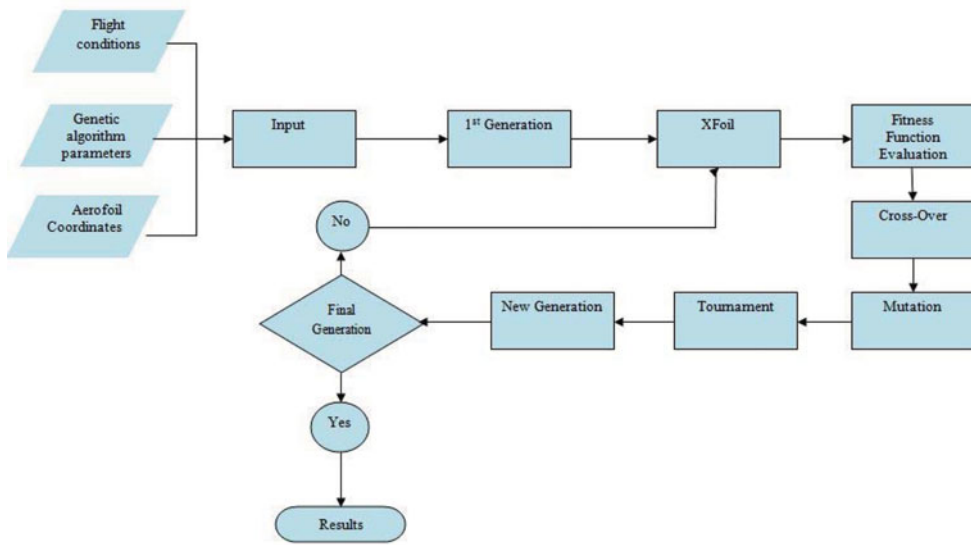 Flight
conditions
Genetic
algorithm
parameters
Aerofoil
Coordinates
Input
1st Generation
XFoil
Fitness
Function
Evaluation
Cross-Over
Mutation
Tournament
New Generation
Final
Generation
No
Yes
Results